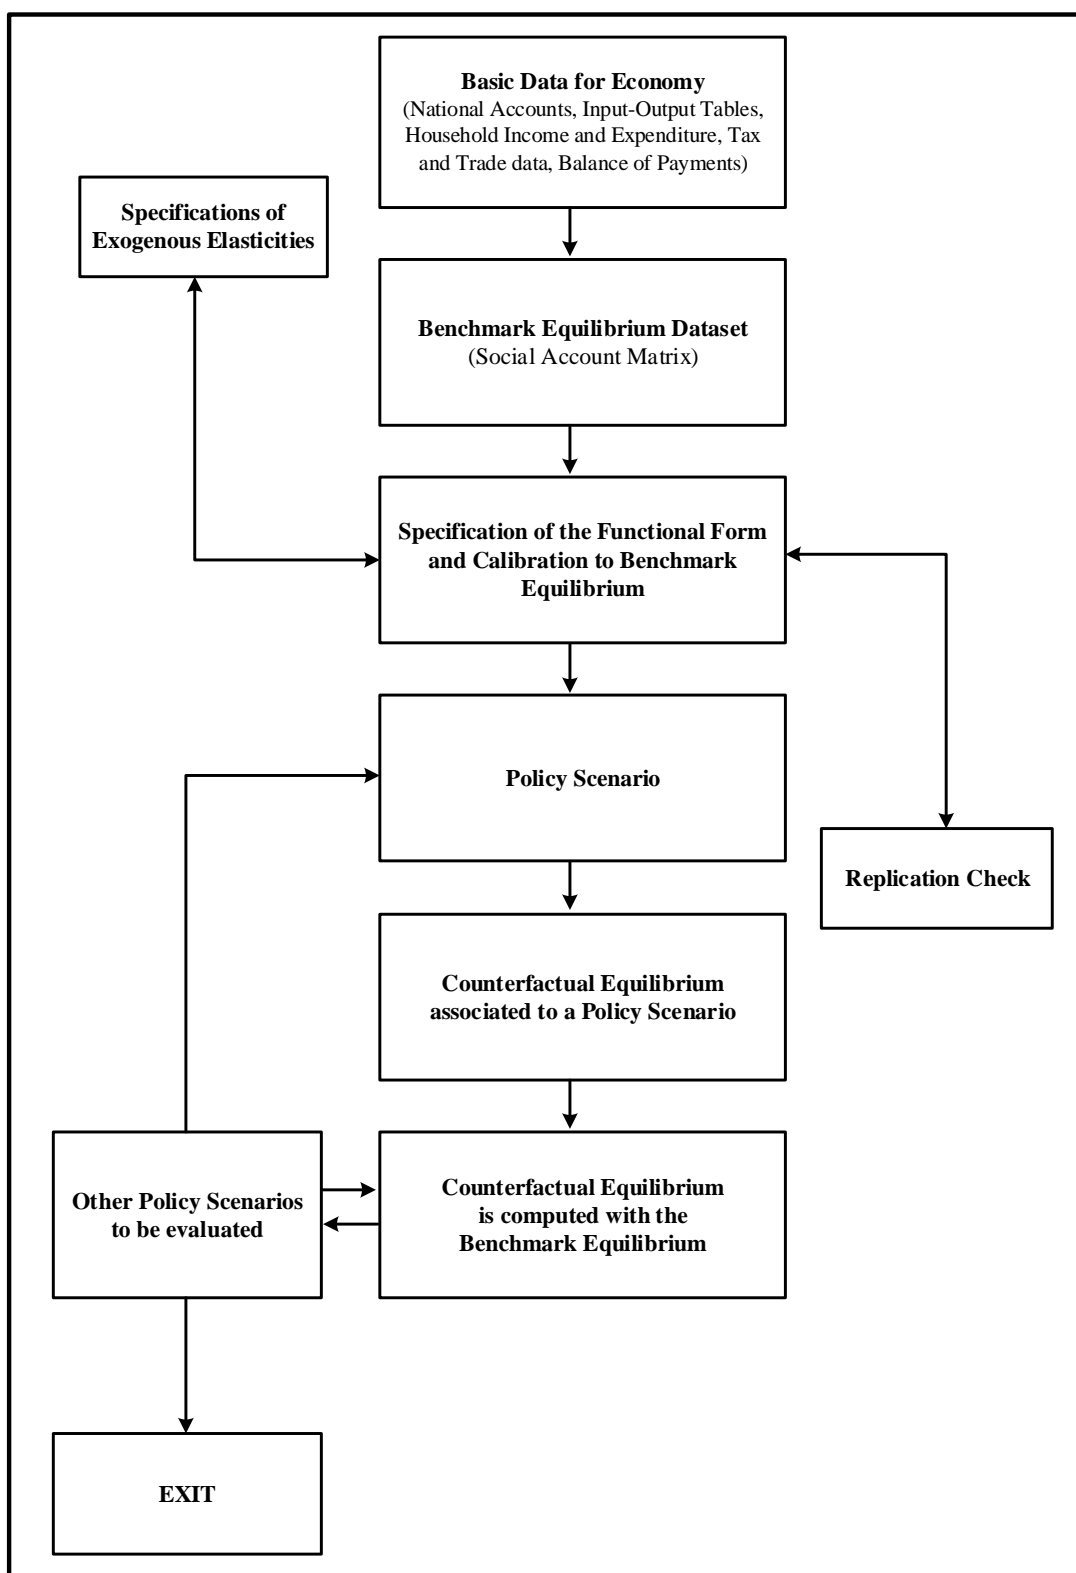 Basic Data for Economy
(National Accounts, Input-Output Tables,
Household Income and Expenditure, Tax
and Trade data, Balance of Payments)
Specifications of
Exogenous Elasticities
Benchmark Equilibrium Dataset
(Social Account Matrix)
Specification of the Functional Form
and Calibration to Benchmark
Equilibrium
Policy Scenario
Replication Check
Counterfactual Equilibrium
associated to a Policy Scenario
Other Policy Scenarios
to be evaluated
Counterfactual Equilibrium
is computed with the
Benchmark Equilibrium
EXIT